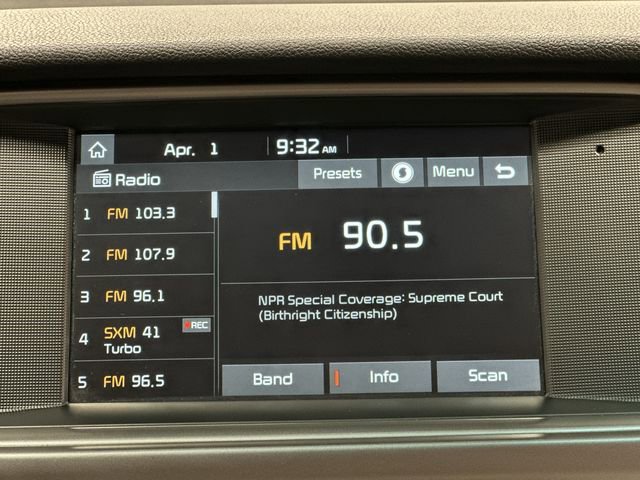 Apr. 1 9:32 AM
Radio Presets Menu
1 FM 103.3
2 FM 107.9
3 FM 96.1
4 SXM 41 REC
Turbo
5 FM 96.5
FM 90.5
NPR Special Coverage: Supreme Court
(Birthright Citizenship)
Band Info Scan